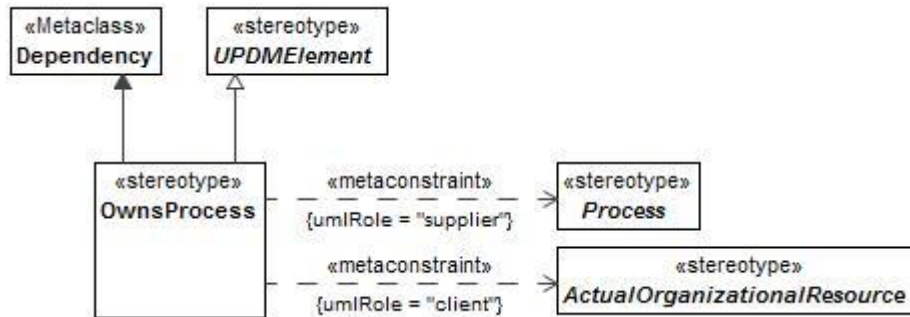 «Metaclass»
Dependency
«stereotype»
UPDMElement
«stereotype»
OwnsProcess
«metaconstraint»
{umlRole = "supplier"}
«stereotype»
Process
«metaconstraint»
{umlRole = "client"}
«stereotype»
ActualOrganizationalResource